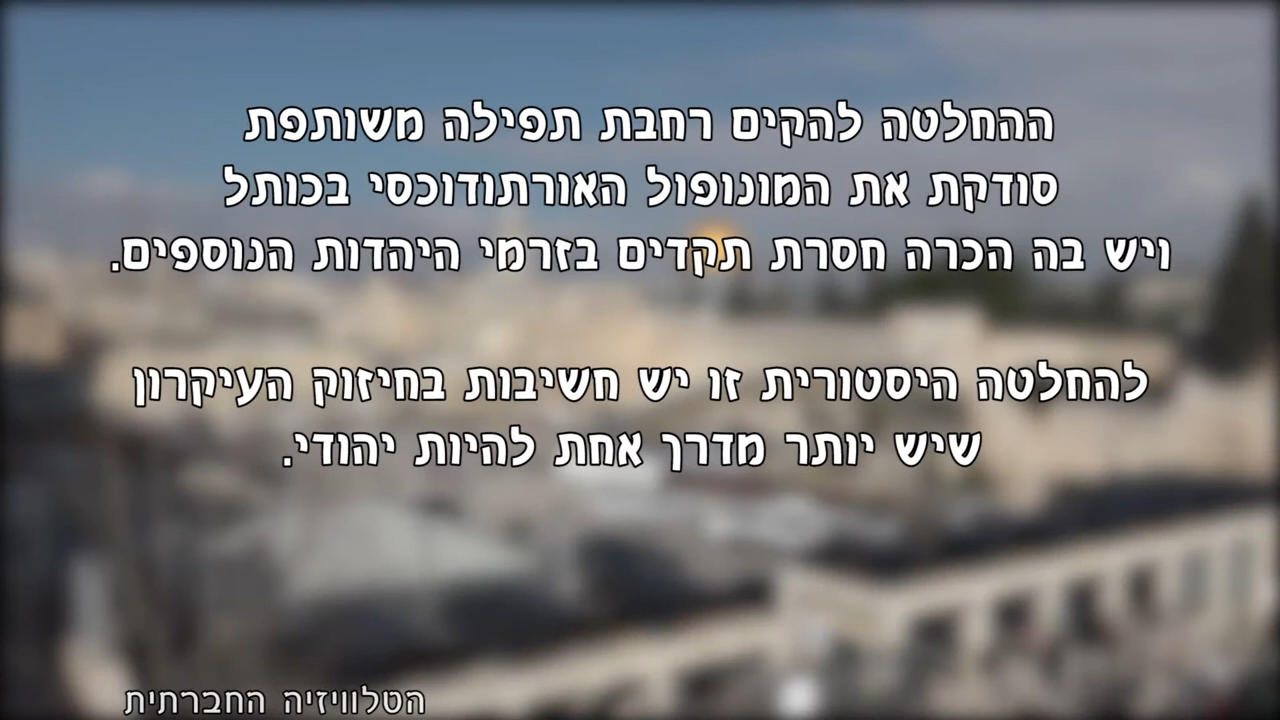 ההחלטה להקים רחבת תפילה משותפת
סודקת את המונופול האורתודוכסי בכותל
ויש בה הכרה חסרת תקדים בזרמי היהדות הנוספים.
להחלטה היסטורית זו יש חשיבות בחיזוק העיקרון
שיש יותר מדרך אחת להיות יהודי.
הטלוויזיה החברתית